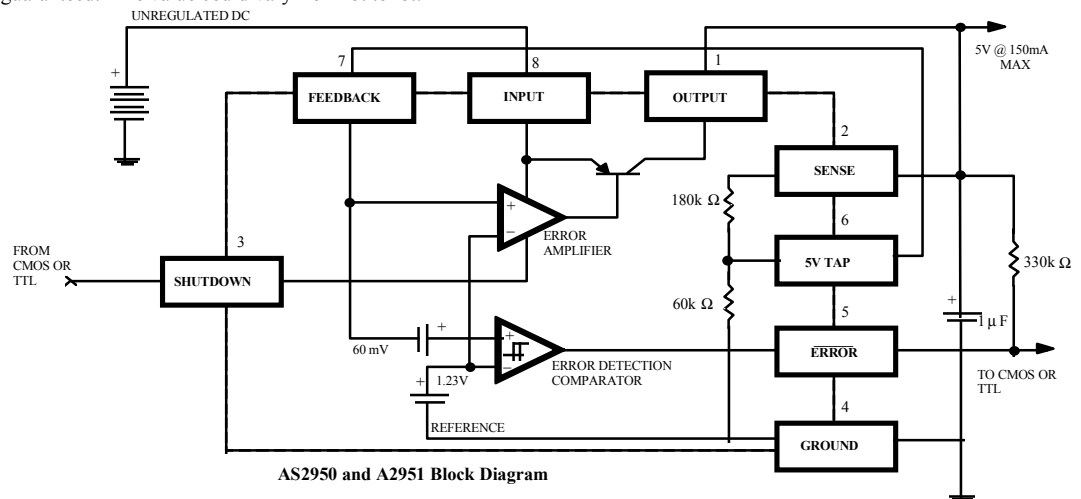 UNREGULATED DC
+
7
8
1
5V @ 150mA
MAX
FEEDBACK
INPUT
OUTPUT
2
SENSE
180k Ω
+
−
ERROR
AMPLIFIER
6
3
FROM
CMOS OR
TTL
SHUTDOWN
5V TAP
330k Ω
60k Ω
5
+
1 μ F
60 mV
+
+
−
ERROR
ERROR DETECTION
COMPARATOR
+
1.23V
TO CMOS OR
TTL
4
REFERENCE
GROUND
AS2950 and A2951 Block Diagram